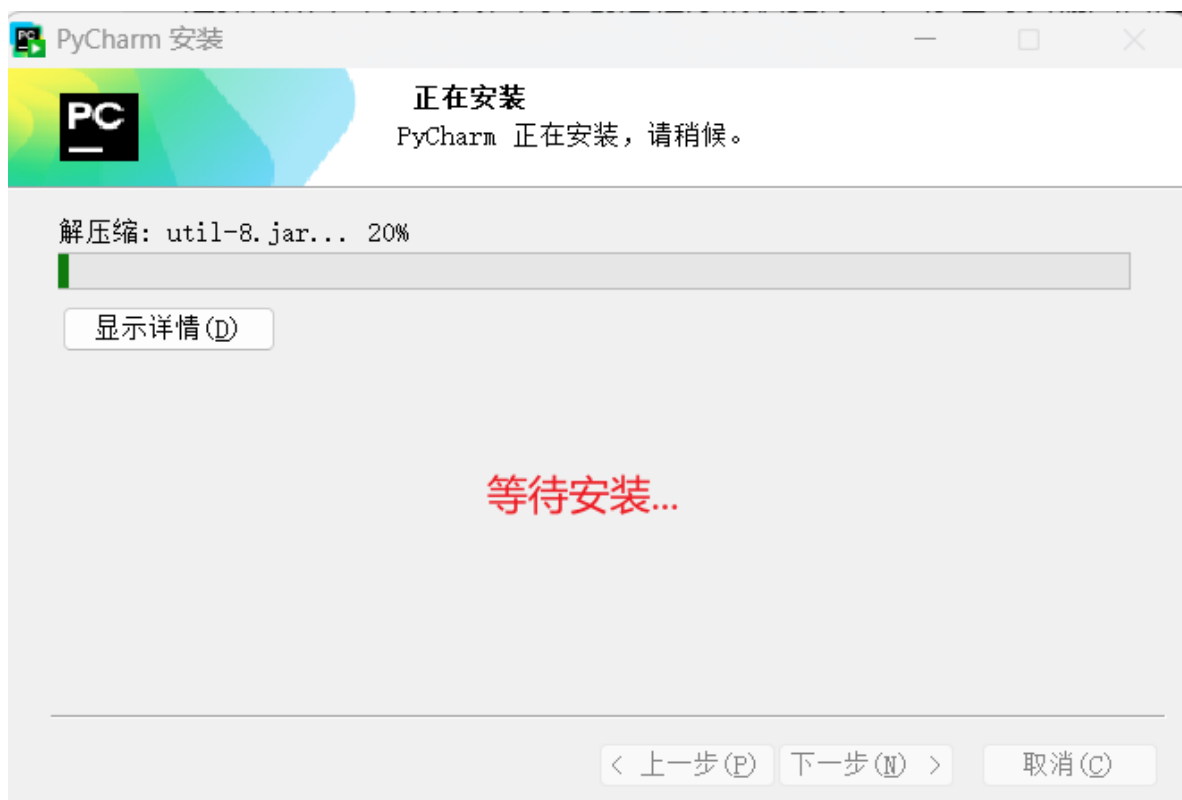 PyCharm 安装
PC
正在安装
PyCharm 正在安装，请稍候。
解压缩: util-8.jar... 20%
显示详情(D)
等待安装...
< 上一步(P)
下一步(N) >
取消(C)